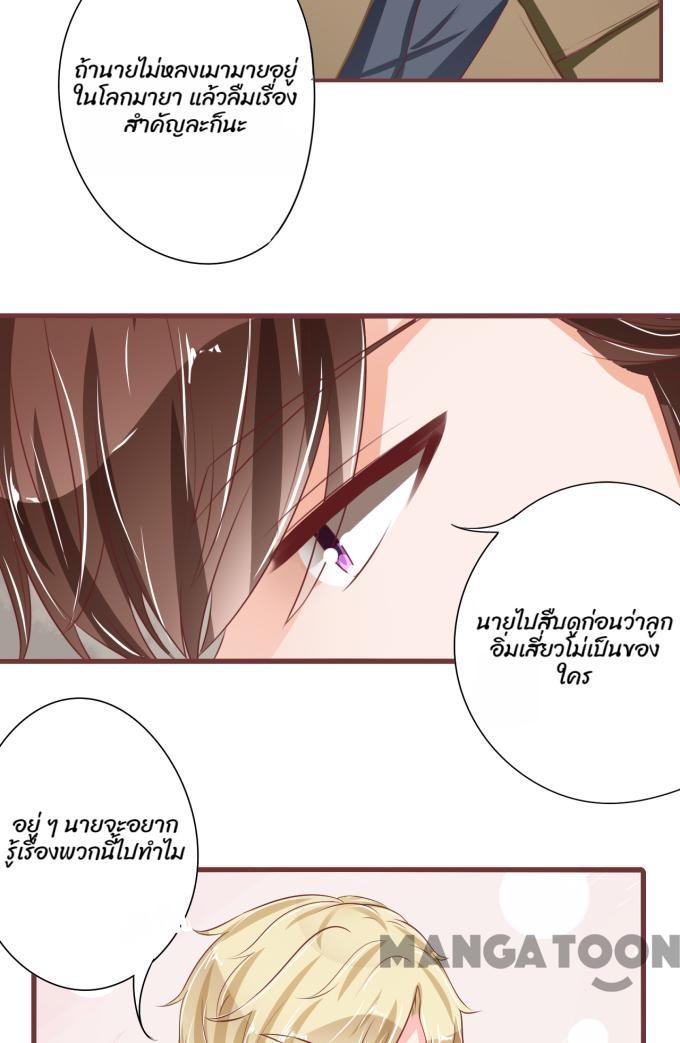 ถ้านายไม่หลงเมามายอยู่
ในโลกมายา แล้วลืมเรื่อง
สำคัญละก็นะ
นายไปสืบดูก่อนว่าลูก
อิ่มเสี่ยวโม่เป็นของ
ใคร
อยู่ ๆ นายจะอยาก
รู้เรื่องพวกนี้ไปทำไม
MANGATOON